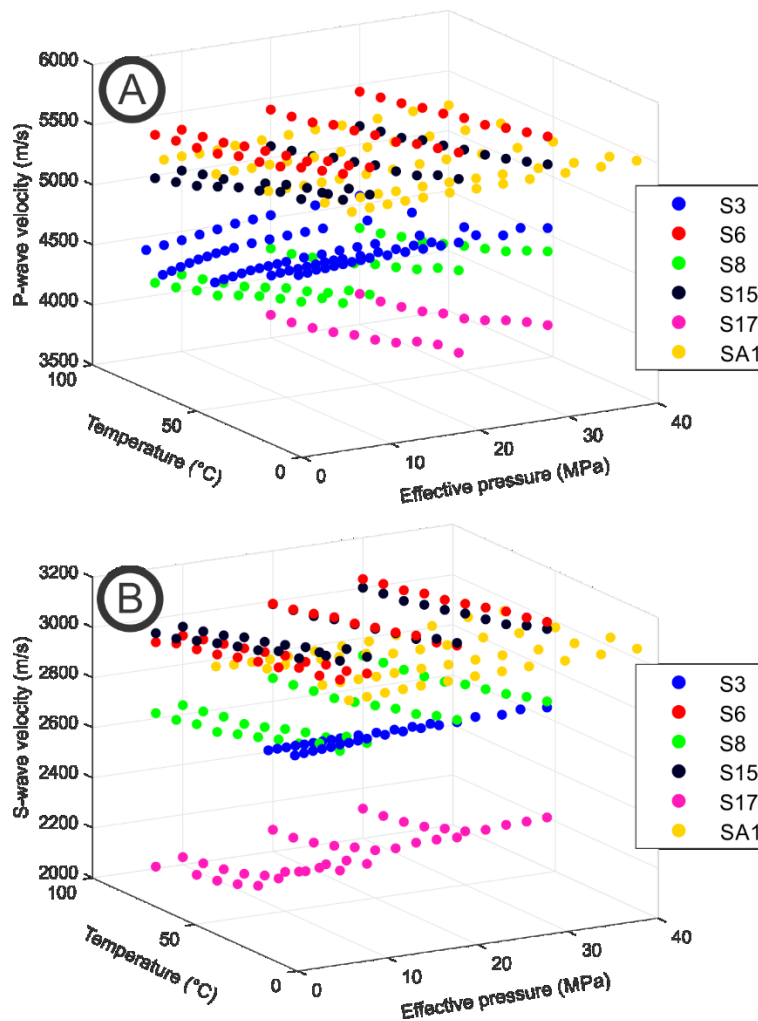 A
6000
5500
5000
4500
4000
3500
P-wave velocity (m/s)
100
50
0
Temperature (°C)
0
10
20
30
40
Effective pressure (MPa)
S3
S6
S8
S15
S17
SA1
B
3200
3000
2800
2600
2400
2200
2000
S-wave velocity (m/s)
100
50
0
Temperature (°C)
0
10
20
30
40
Effective pressure (MPa)
S3
S6
S8
S15
S17
SA1